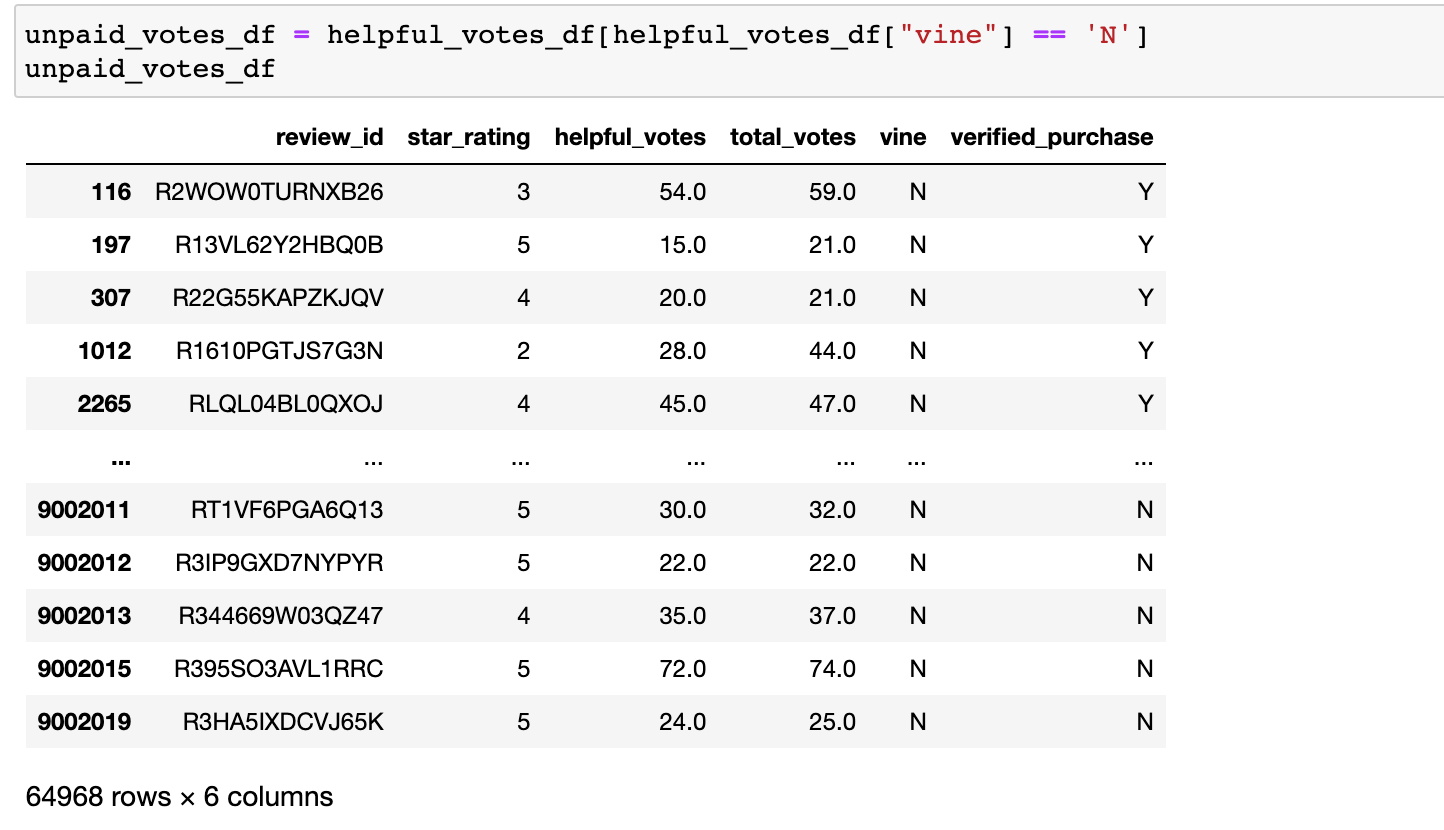 unpaid_votes_df = helpful_votes_df[helpful_votes_df["vine"] == 'N']
unpaid_votes_df
review_id star_rating helpful_votes total_votes vine verified_purchase
116 R2WOW0TURNXB26 3 54.0 59.0 N Y
197 R13VL62Y2HBQ0B 5 15.0 21.0 N Y
307 R22G55KAPZKJQV 4 20.0 21.0 N Y
1012 R1610PGTJS7G3N 2 28.0 44.0 N Y
2265 RLQL04BL0QXOJ 4 45.0 47.0 N Y
... ... ... ... ... ... ...
9002011 RT1VF6PGA6Q13 5 30.0 32.0 N N
9002012 R3IP9GXD7NYPYR 5 22.0 22.0 N N
9002013 R344669W03QZ47 4 35.0 37.0 N N
9002015 R395SO3AVL1RRC 5 72.0 74.0 N N
9002019 R3HA5IXDCVJ65K 5 24.0 25.0 N N
64968 rows × 6 columns